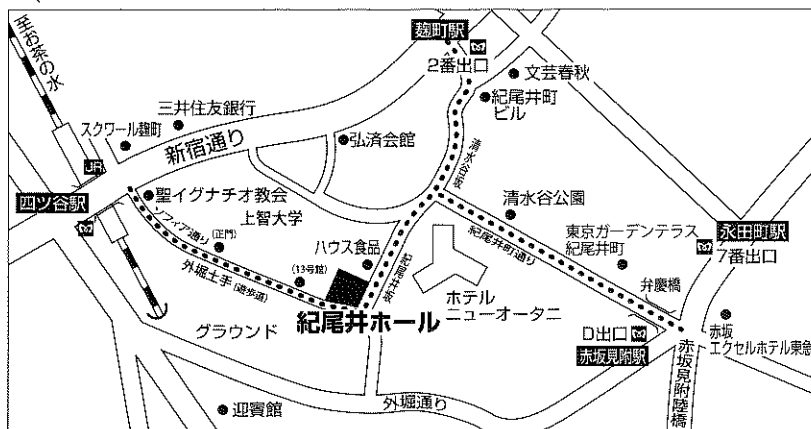 至お茶の水
麹町駅
2番出口
文芸春秋
紀尾井町
ビル
三井住友銀行
スクワール麹町
新宿通り
弘済会館
清水谷坂
JR
四ツ谷駅
聖イグナチオ教会
上智大学
ソフィア通り
(正門)
ハウス食品
(13号館)
外堀土手(遊歩道)
紀尾井坂
紀尾井ホール
グラウンド
清水谷公園
紀尾井町通り
東京ガーデンテラス
紀尾井町
永田町駅
7番出口
弁慶橋
ホテル
ニューオータニ
D出口
赤坂見附駅
赤坂
エクセルホテル東急
赤坂見附陸橋
外堀通り
迎賓館